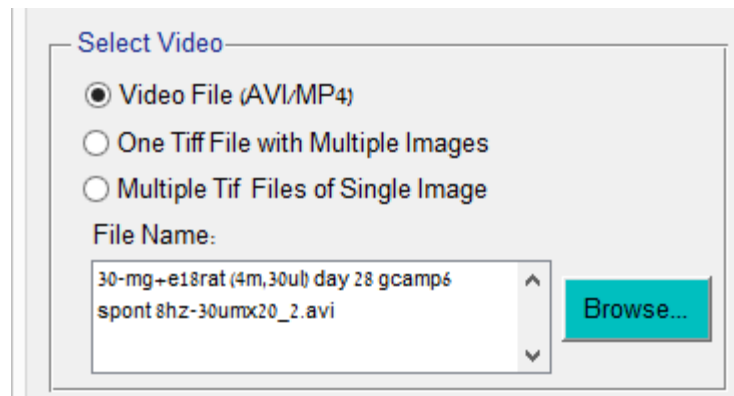 Select Video
Video File (AVI/MP4)
One Tiff File with Multiple Images
Multiple Tif Files of Single Image
File Name:
30-mg+e18rat (4m,30ul) day 28 gcamp6
spont 8hz-30umx20_2.avi
Browse...